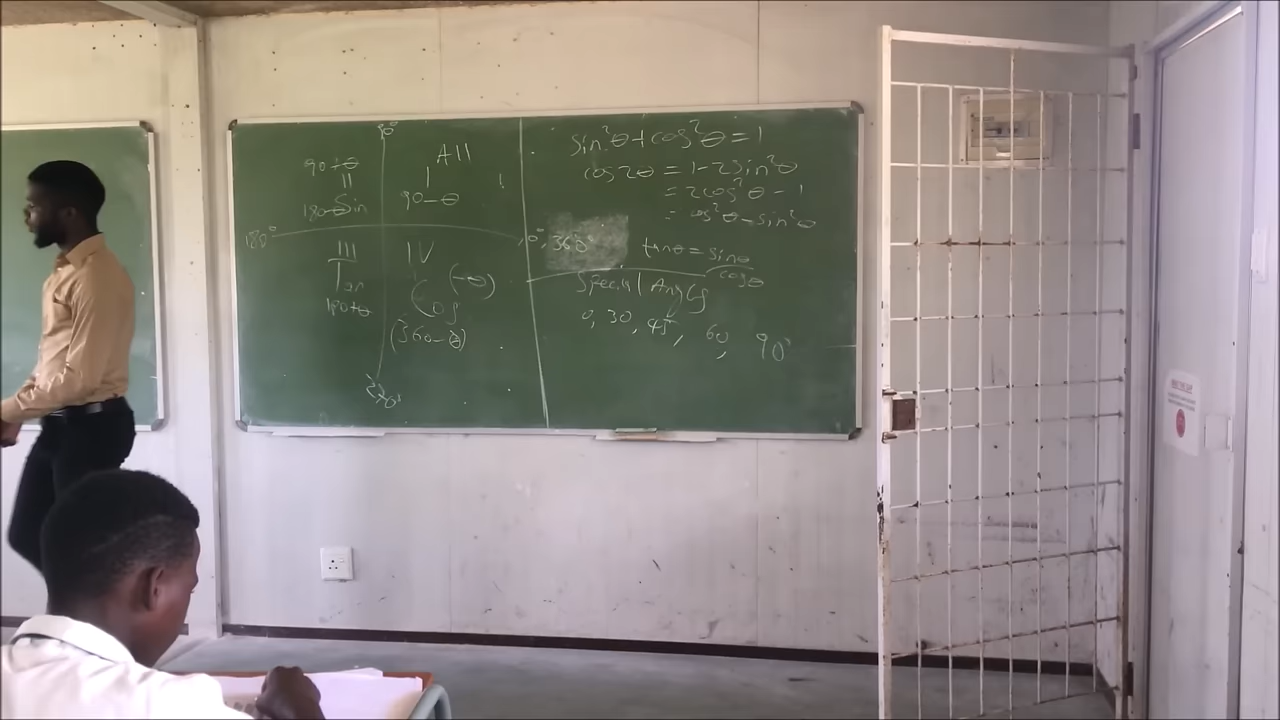 90°
90+θ
All
II
I
180-θ
Sin
90-θ
180°
0°, 360°
III
IV
Tan
(-θ)
Cos
180+θ
(360-θ)
270°
sin²θ+cos²θ=1
cos2θ = 1-2sin²θ
= 2cos²θ - 1
= cos²θ-sin²θ
tanθ = sinθ
cosθ
Special Angles
0, 30, 45, 60, 90°